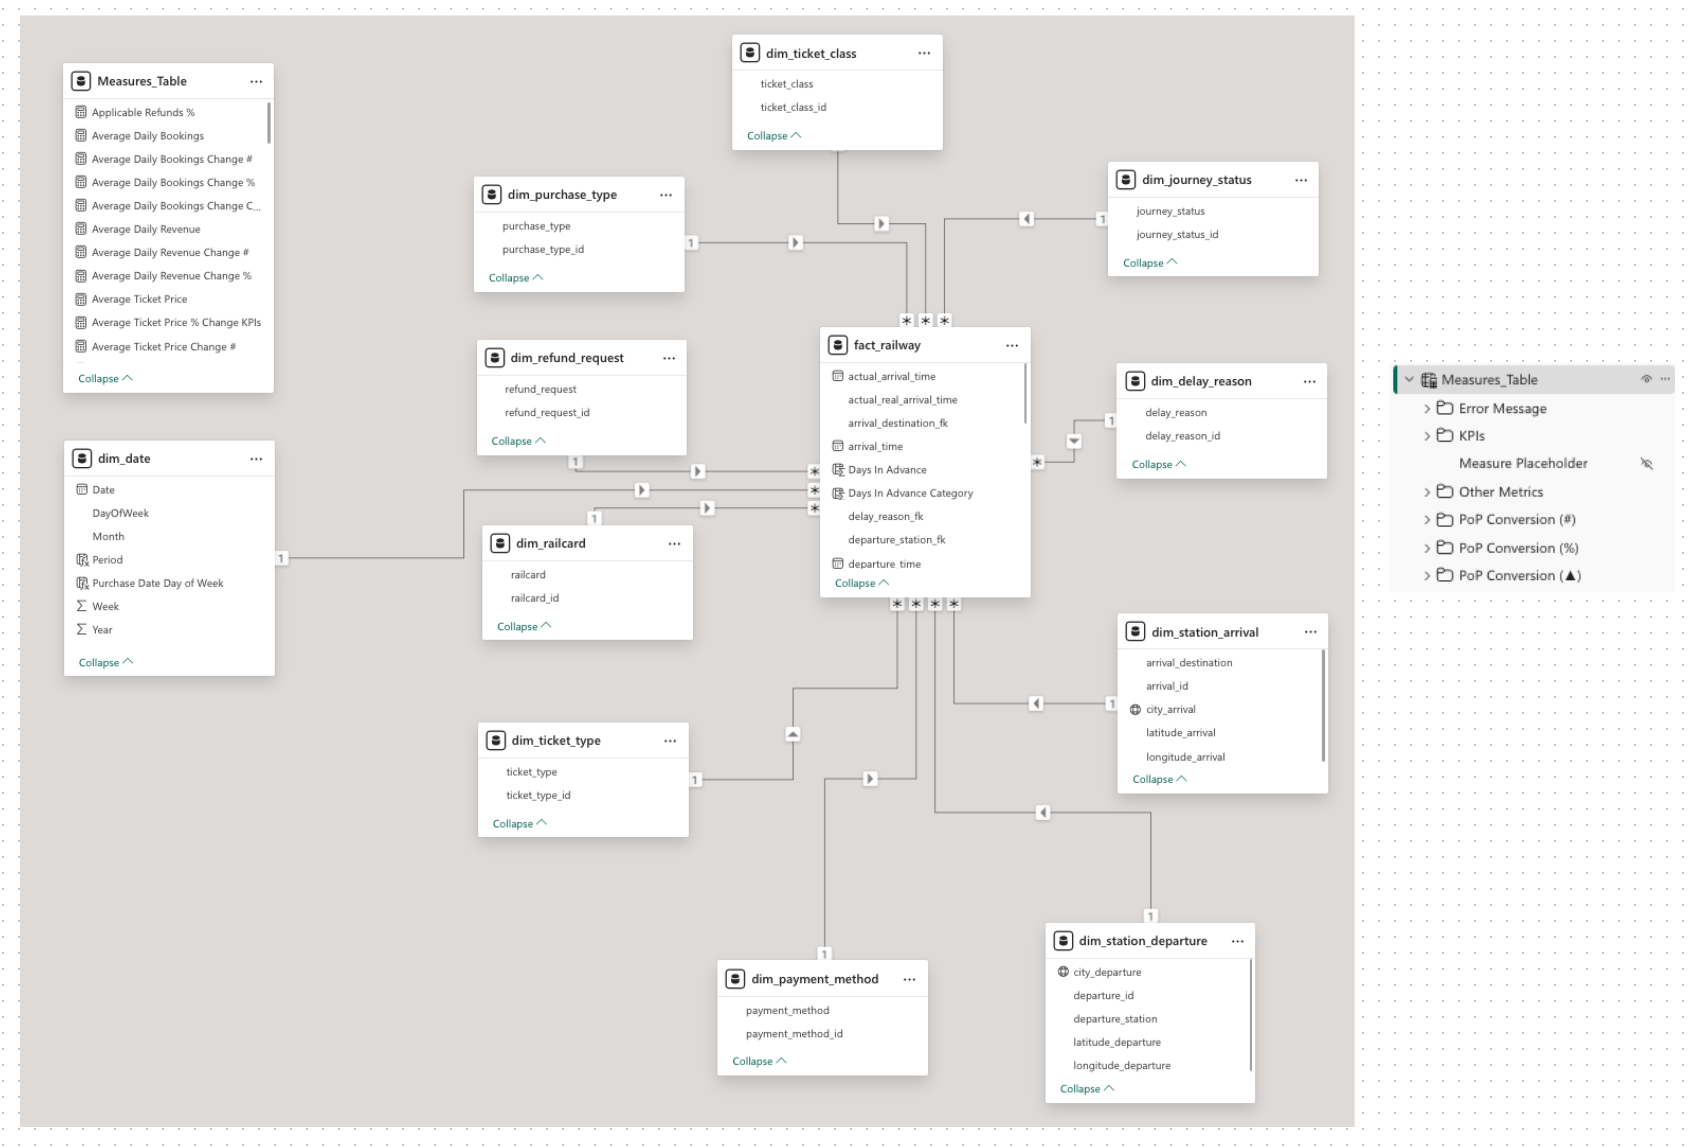 Measures_Table
Applicable Refunds %
Average Daily Bookings
Average Daily Bookings Change #
Average Daily Bookings Change %
Average Daily Bookings Change C...
Average Daily Revenue
Average Daily Revenue Change #
Average Daily Revenue Change %
Average Ticket Price
Average Ticket Price % Change KPIs
Average Ticket Price Change #
Collapse
dim_date
Date
DayOfWeek
Month
Period
Purchase Date Day of Week
Week
Year
Collapse
1
dim_ticket_class
ticket_class
ticket_class_id
Collapse
dim_purchase_type
purchase_type
purchase_type_id
Collapse
1
dim_refund_request
refund_request
refund_request_id
Collapse
1
dim_railcard
railcard
railcard_id
Collapse
1
dim_ticket_type
ticket_type
ticket_type_id
Collapse
1
dim_payment_method
payment_method
payment_method_id
Collapse
1
fact_railway
actual_arrival_time
actual_real_arrival_time
arrival_destination_fk
arrival_time
Days In Advance
Days In Advance Category
delay_reason_fk
departure_station_fk
departure_time
Collapse
* * *
*
*
*
*
* * * *
dim_journey_status
journey_status
journey_status_id
Collapse
1
dim_delay_reason
delay_reason
delay_reason_id
Collapse
1
dim_station_arrival
arrival_destination
arrival_id
city_arrival
latitude_arrival
longitude_arrival
Collapse
1
dim_station_departure
city_departure
departure_id
departure_station
latitude_departure
longitude_departure
Collapse
1
Measures_Table
Error Message
KPIs
Measure Placeholder
Other Metrics
PoP Conversion (#)
PoP Conversion (%)
PoP Conversion (▲)